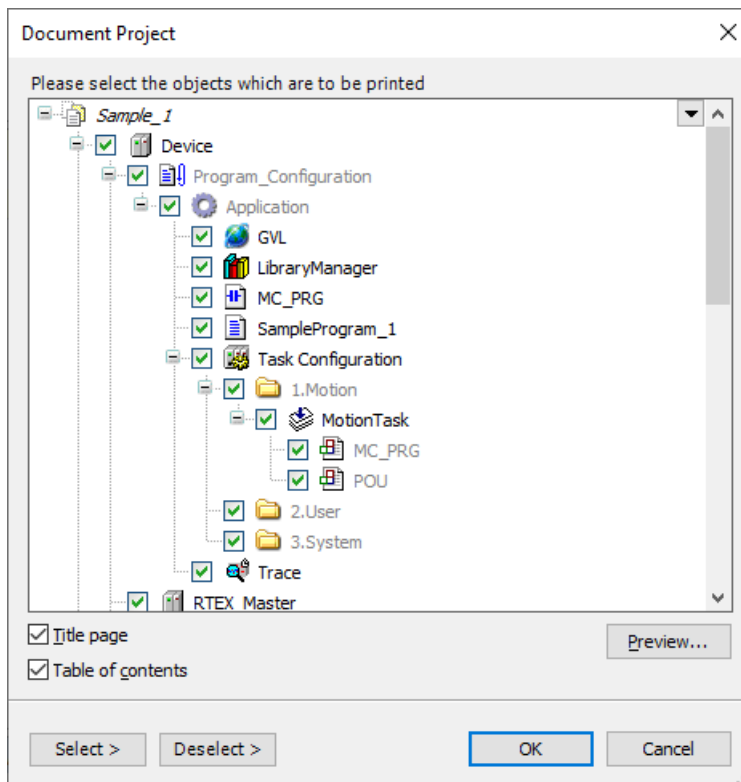 Document Project
Please select the objects which are to be printed
Sample_1
Device
Program_Configuration
Application
GVL
LibraryManager
MC_PRG
SampleProgram_1
Task Configuration
1.Motion
MotionTask
MC_PRG
POU
2.User
3.System
Trace
RTEX_Master
Title page
Preview...
Table of contents
Select >
Deselect >
OK
Cancel